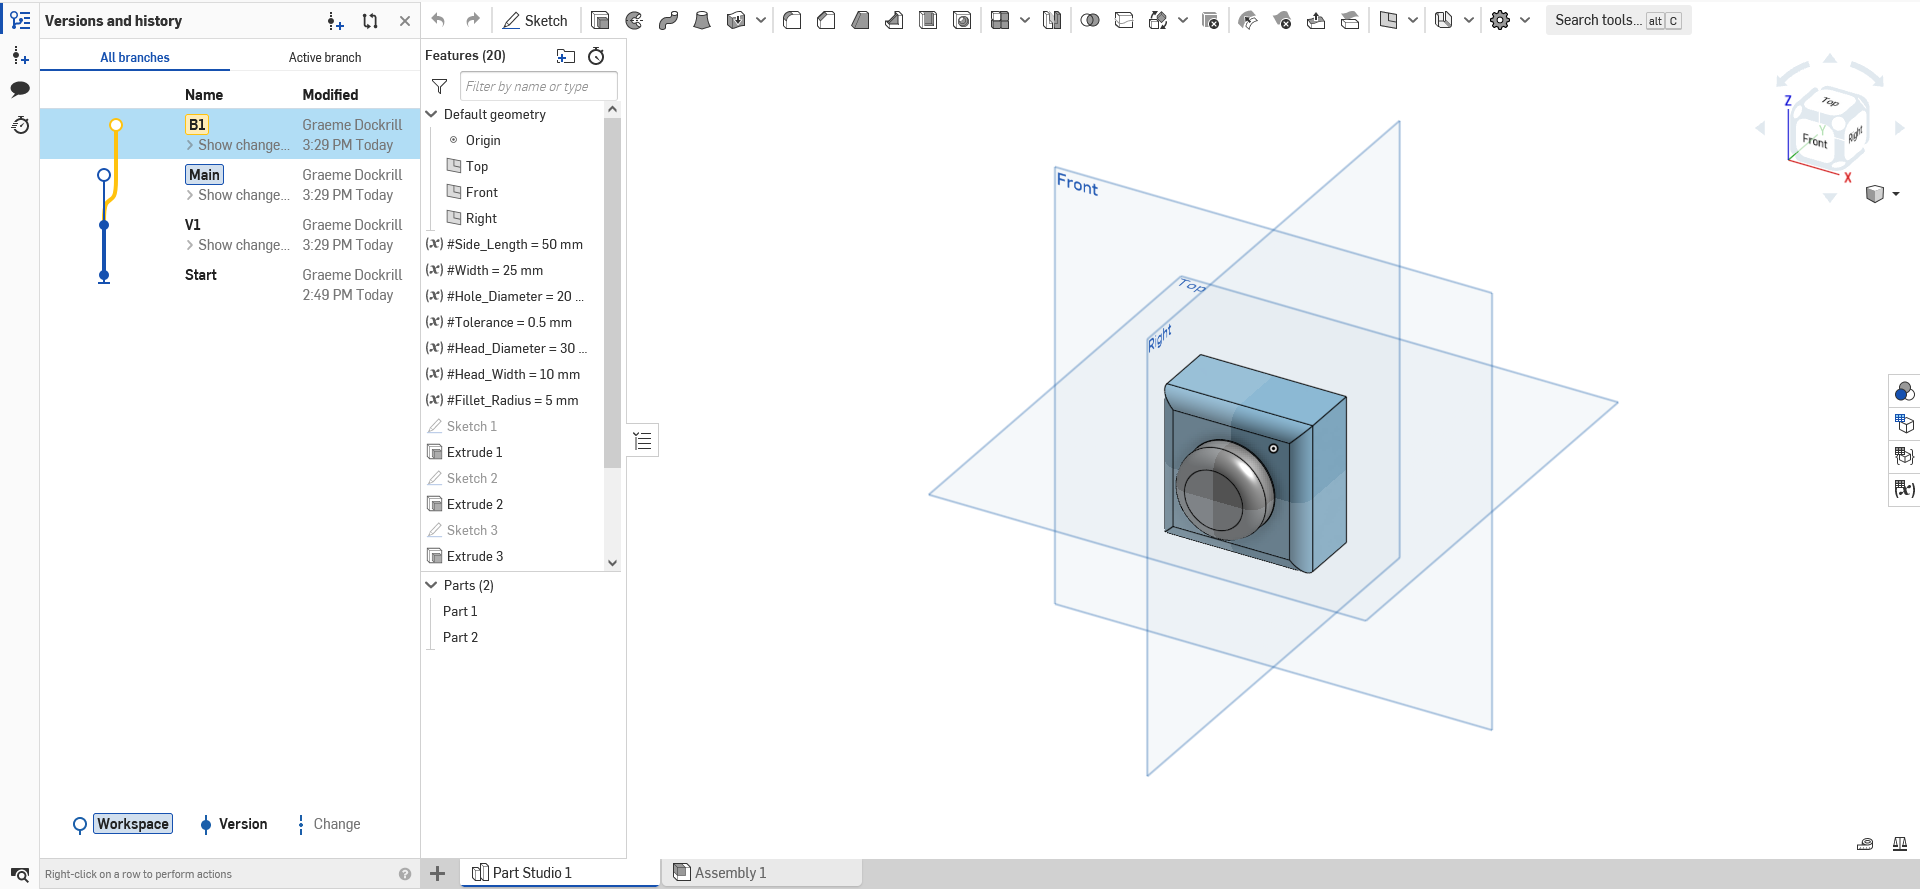 Versions and history
Sketch
Search tools... alt C
All branches
Active branch
Name
Modified
B1
Graeme Dockrill
Show change...
3:29 PM Today
Main
Graeme Dockrill
Show change...
3:29 PM Today
V1
Graeme Dockrill
Show change...
3:29 PM Today
Start
Graeme Dockrill
2:49 PM Today
Workspace
Version
Change
Right-click on a row to perform actions
Features (20)
Filter by name or type
Default geometry
Origin
Top
Front
Right
(x) #Side_Length = 50 mm
(x) #Width = 25 mm
(x) #Hole_Diameter = 20 ...
(x) #Tolerance = 0.5 mm
(x) #Head_Diameter = 30 ...
(x) #Head_Width = 10 mm
(x) #Fillet_Radius = 5 mm
Sketch 1
Extrude 1
Sketch 2
Extrude 2
Sketch 3
Extrude 3
Parts (2)
Part 1
Part 2
Part Studio 1
Assembly 1
Front
Top
Right
Z
Top
Y
Front
Right
X
(x)